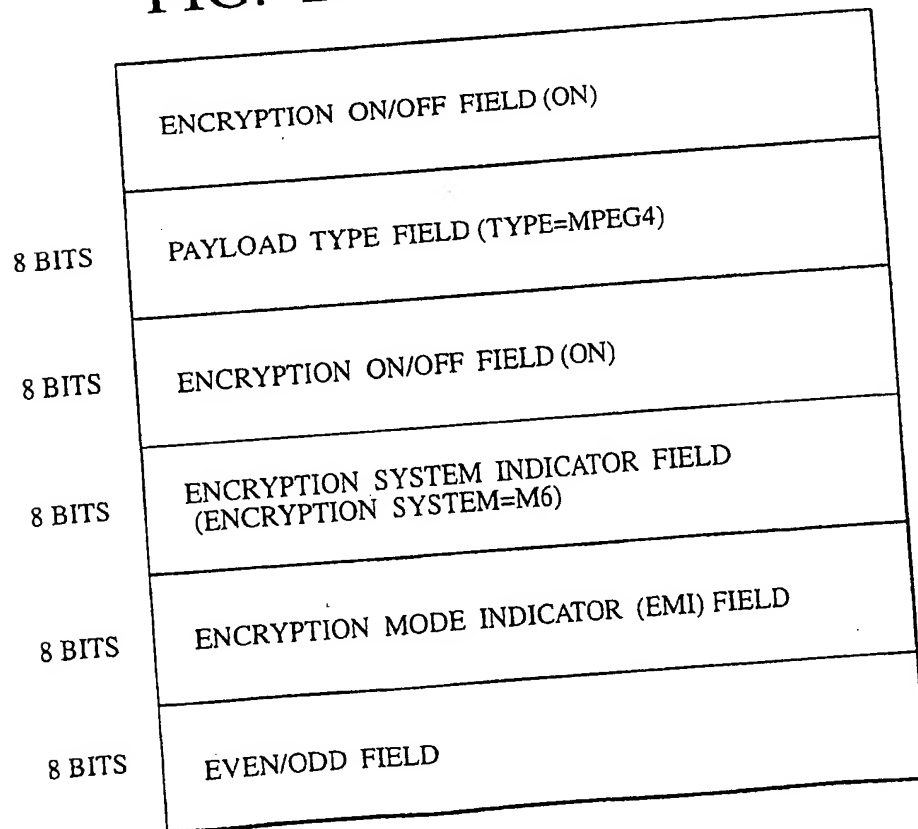 FIG.
ENCRYPTION ON/OFF FIELD (ON)
8 BITS PAYLOAD TYPE FIELD (TYPE=MPEG4)
8 BITS ENCRYPTION ON/OFF FIELD (ON)
8 BITS ENCRYPTION SYSTEM INDICATOR FIELD
(ENCRYPTION SYSTEM=M6)
8 BITS ENCRYPTION MODE INDICATOR (EMI) FIELD
8 BITS EVEN/ODD FIELD